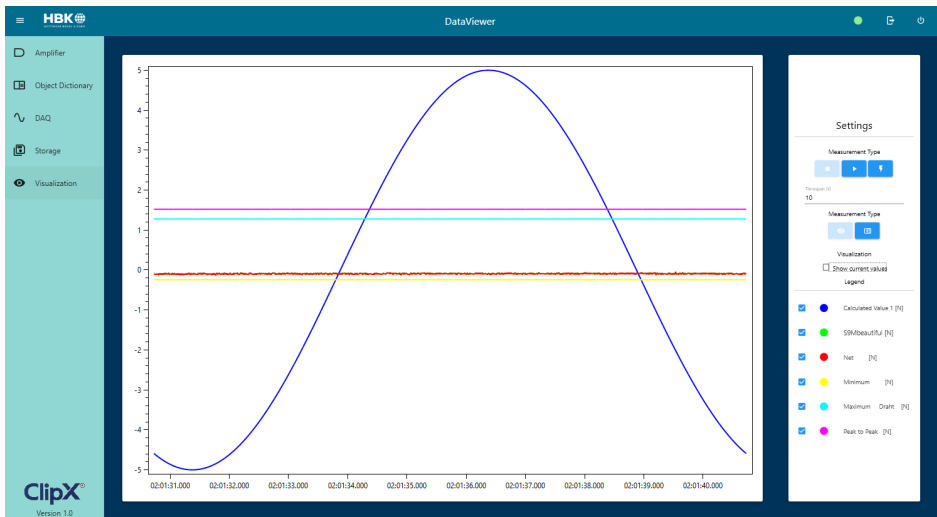 HBK
DataViewer
Amplifier
Object Dictionary
DAQ
Storage
Visualization
ClipX®
Version 1.0
5
4
3
2
1
0
-1
-2
-3
-4
-5
02:01:31.000 02:01:32.000 02:01:33.000 02:01:34.000 02:01:35.000 02:01:36.000 02:01:37.000 02:01:38.000 02:01:39.000 02:01:40.000
Settings
Measurement Type
Timespan (s)
10
Measurement Type
Visualization
Show current values
Legend
Calculated Value 1 [N]
S9Mbeautiful [N]
Net [N]
Minimum [N]
Maximum Draht [N]
Peak to Peak [N]